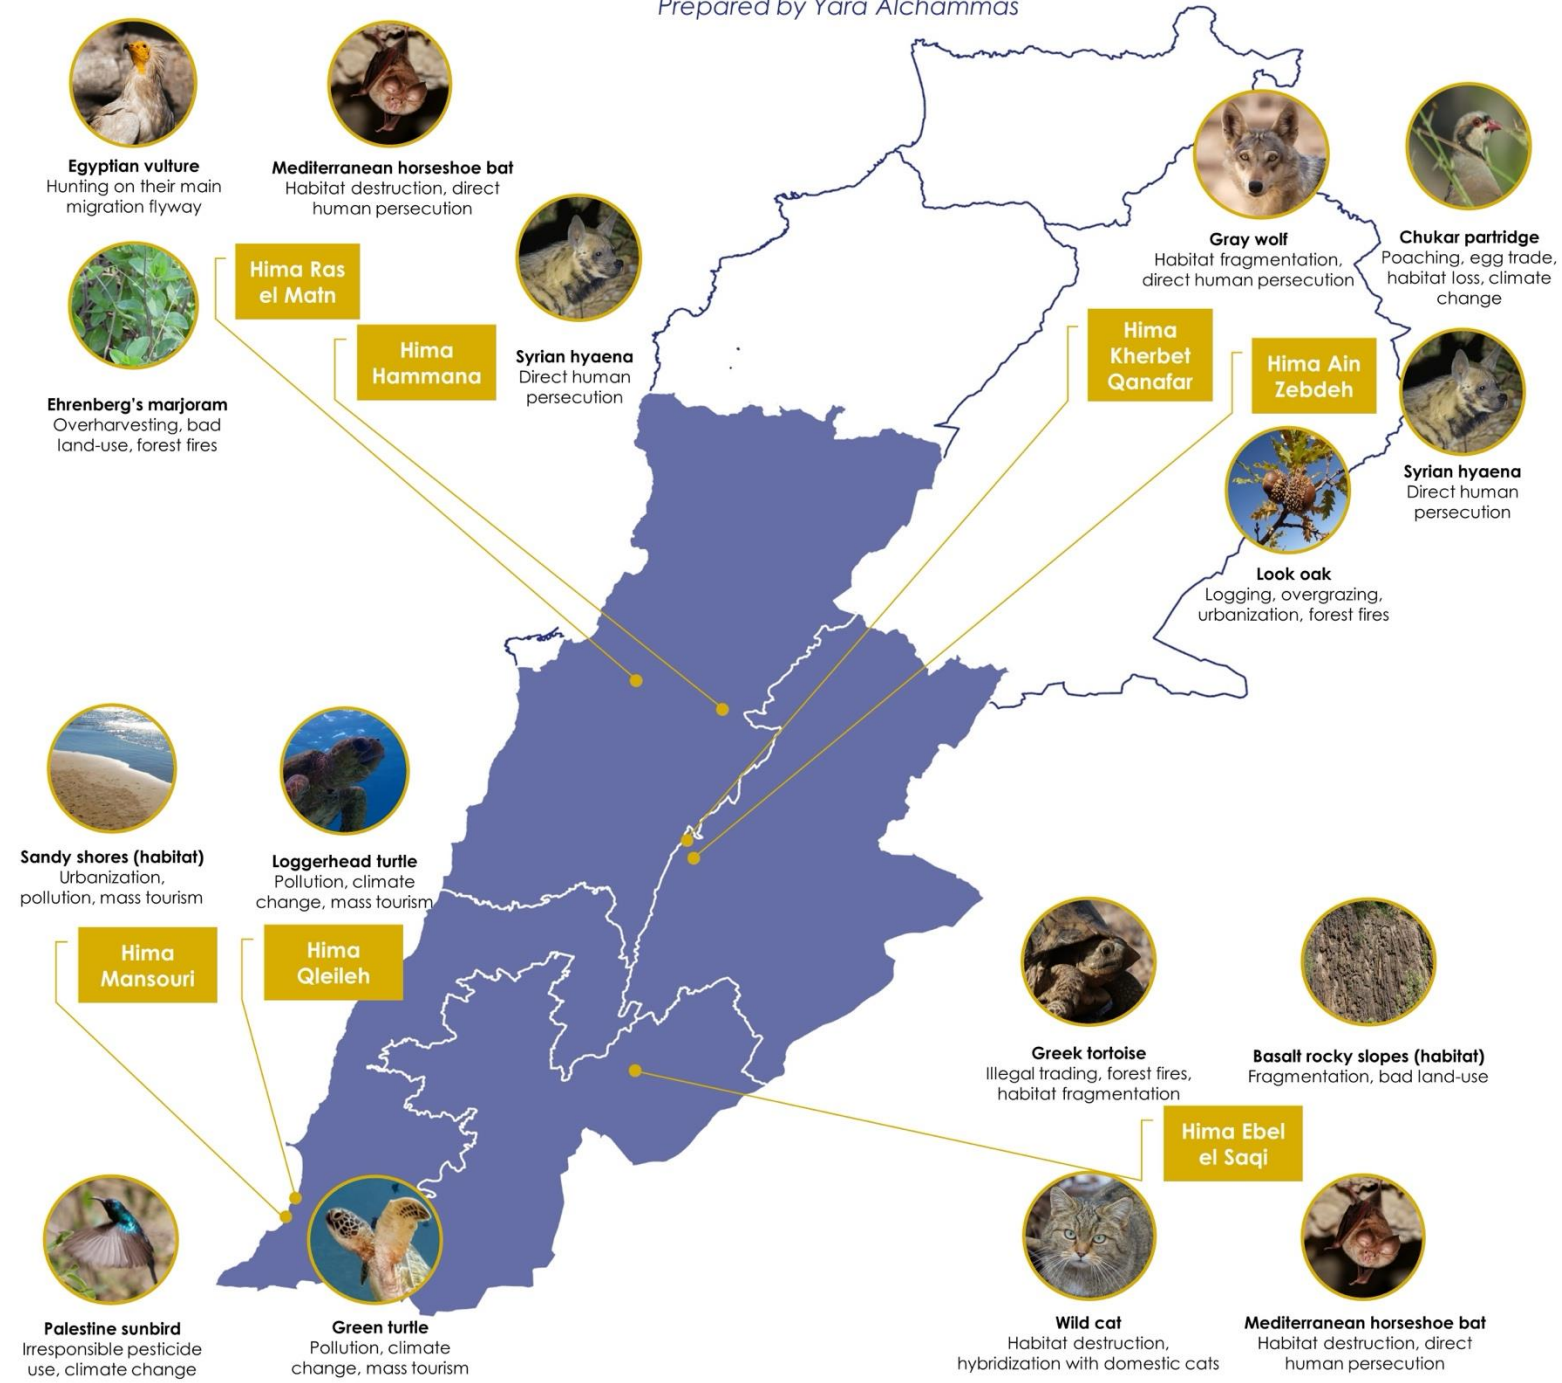 Prepared by Yara Alchammas
Egyptian vulture
Hunting on their main
migration flyway
Mediterranean horseshoe bat
Habitat destruction, direct
human persecution
Ehrenberg's marjoram
Overharvesting, bad
land-use, forest fires
Hima Ras
el Matn
Hima
Hammana
Syrian hyaena
Direct human
persecution
Gray wolf
Habitat fragmentation,
direct human persecution
Chukar partridge
Poaching, egg trade,
habitat loss, climate
change
Hima
Kherbet
Qanafar
Hima Ain
Zebdeh
Syrian hyaena
Direct human
persecution
Look oak
Logging, overgrazing,
urbanization, forest fires
Sandy shores (habitat)
Urbanization,
pollution, mass tourism
Loggerhead turtle
Pollution, climate
change, mass tourism
Hima
Mansouri
Hima
Qleileh
Palestine sunbird
Irresponsible pesticide
use, climate change
Green turtle
Pollution, climate
change, mass tourism
Greek tortoise
Illegal trading, forest fires,
habitat fragmentation
Basalt rocky slopes (habitat)
Fragmentation, bad land-use
Hima Ebel
el Saqi
Wild cat
Habitat destruction,
hybridization with domestic cats
Mediterranean horseshoe bat
Habitat destruction, direct
human persecution